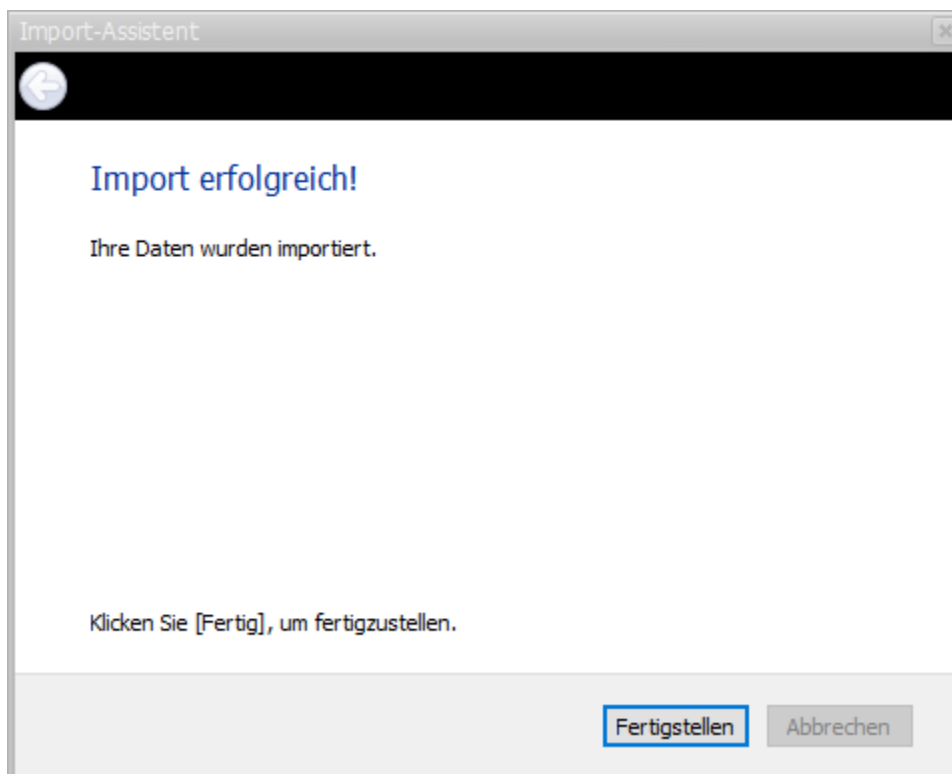 Import-Assistent
Import erfolgreich!
Ihre Daten wurden importiert.
Klicken Sie [Fertig], um fertigzustellen.
Fertigstellen Abbrechen